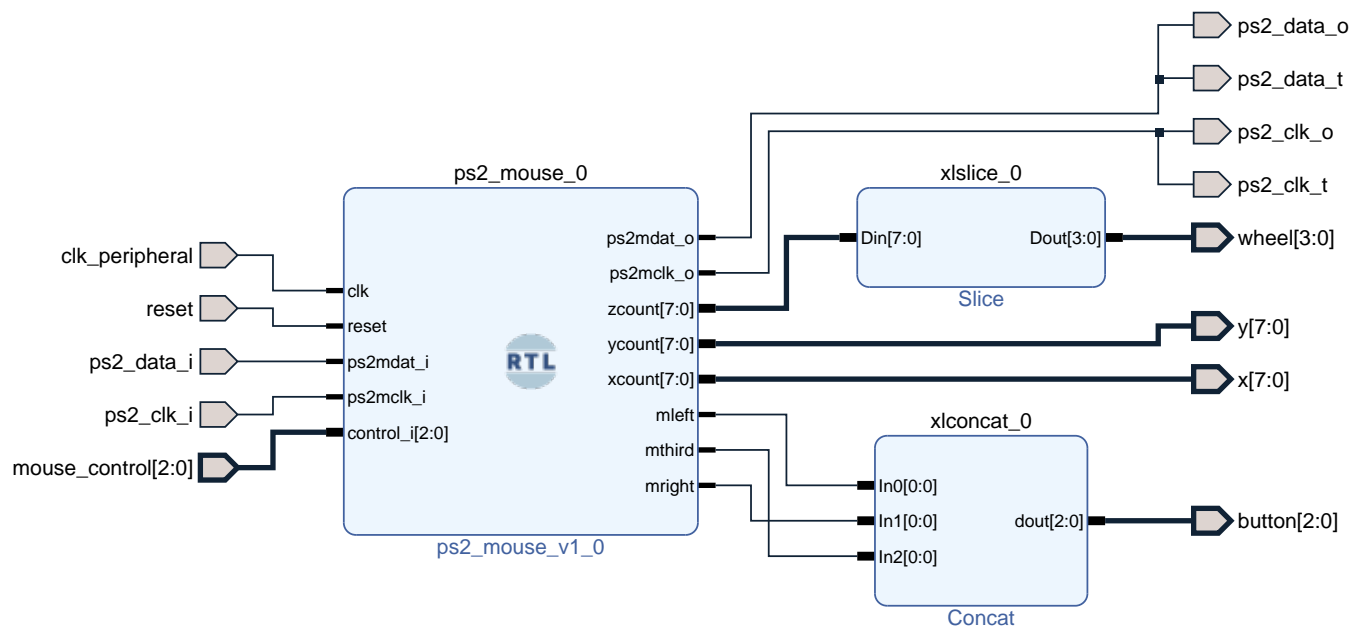 ps2_data_o
ps2_data_t
ps2_clk_o
ps2_clk_t
ps2_mouse_0
xlslice_0
ps2mdat_o
Din[7:0]
Dout[3:0]
wheel[3:0]
clk_peripheral
ps2mclk_o
clk
zcount[7:0]
Slice
reset
reset
ycount[7:0]
y[7:0]
ps2_data_i
ps2mdat_i
RTL
xcount[7:0]
x[7:0]
ps2_clk_i
ps2mclk_i
mleft
xlconcat_0
control_i[2:0]
mouse_control[2:0]
mthird
mright
In0[0:0]
In1[0:0]
dout[2:0]
button[2:0]
ps2_mouse_v1_0
In2[0:0]
Concat